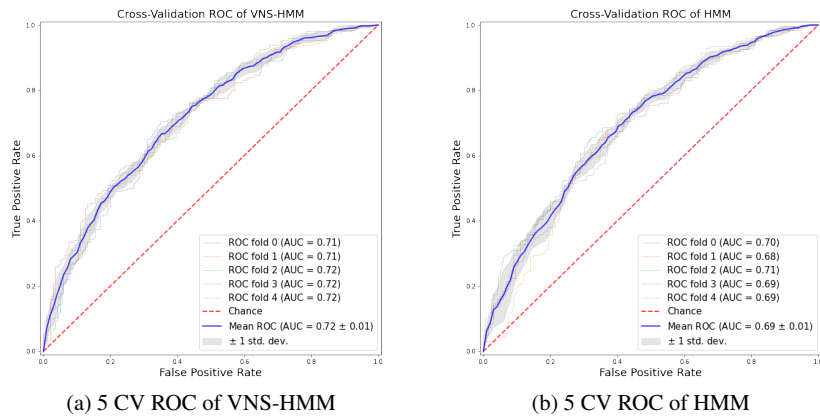 Cross-Validation ROC of VNS-HMM
True Positive Rate
1.0
0.8
0.6
0.4
0.2
0.0
ROC fold 0 (AUC = 0.71)
ROC fold 1 (AUC = 0.71)
ROC fold 2 (AUC = 0.72)
ROC fold 3 (AUC = 0.72)
ROC fold 4 (AUC = 0.72)
Chance
Mean ROC (AUC = 0.72 ± 0.01)
± 1 std. dev.
0.0 0.2 0.4 0.6 0.8 1.0
False Positive Rate
(a) 5 CV ROC of VNS-HMM
Cross-Validation ROC of HMM
True Positive Rate
1.0
0.8
0.6
0.4
0.2
0.0
ROC fold 0 (AUC = 0.70)
ROC fold 1 (AUC = 0.68)
ROC fold 2 (AUC = 0.71)
ROC fold 3 (AUC = 0.69)
ROC fold 4 (AUC = 0.69)
Chance
Mean ROC (AUC = 0.69 ± 0.01)
± 1 std. dev.
0.0 0.2 0.4 0.6 0.8 1.0
False Positive Rate
(b) 5 CV ROC of HMM